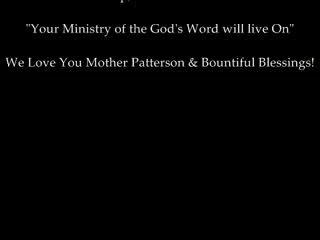 "Your Ministry of the God's Word will live On"
We Love You Mother Patterson & Bountiful Blessings!